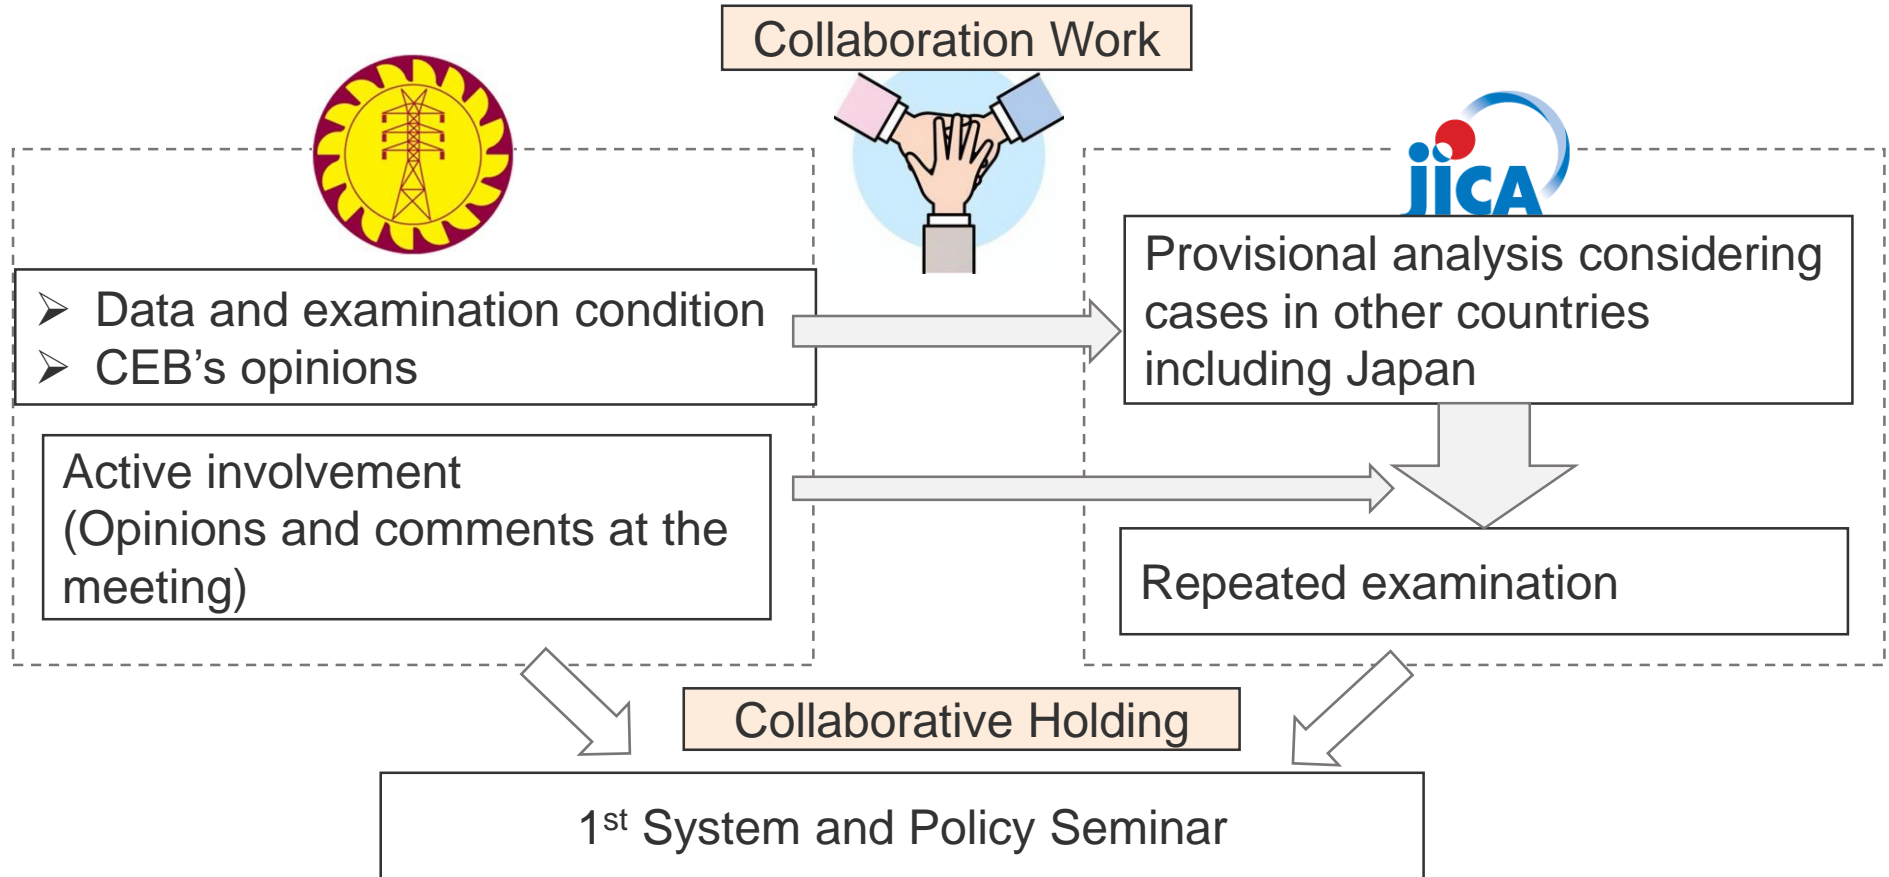 Collaboration Work
jica
➢ Data and examination condition
➢ CEB’s opinions
Provisional analysis considering
cases in other countries
including Japan
Active involvement
(Opinions and comments at the
meeting)
Repeated examination
Collaborative Holding
1st System and Policy Seminar